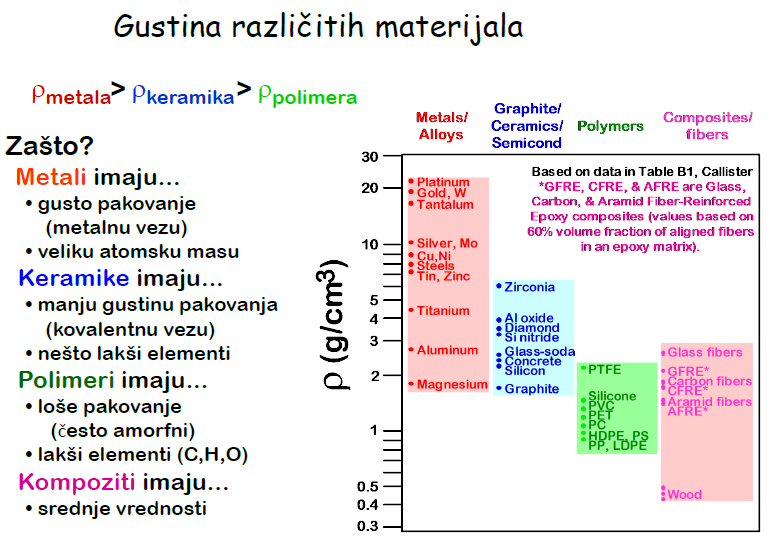 Gustina različitih materijala
ρmetala> ρkeramika> ρpolimera
Zašto?
Metali imaju...
• gusto pakovanje
(metalnu vezu)
• veliku atomsku masu
Keramike imaju...
• manju gustinu pakovanja
(kovalentnu vezu)
• nešto lakši elementi
Polimeri imaju...
• loše pakovanje
(često amorfni)
• lakši elementi (C,H,O)
Kompoziti imaju...
• srednje vrednosti
Metals/
Alloys
Graphite/
Ceramics/
Semicond
Polymers
Composites/
fibers
ρ (g/cm3)
30
20
10
5
4
3
2
1
0.5
0.4
0.3
Based on data in Table B1, Callister
*GFRE, CFRE, & AFRE are Glass,
Carbon, & Aramid Fiber-Reinforced
Epoxy composites (values based on
60% volume fraction of aligned fibers
in an epoxy matrix).
Platinum
Gold, W
Tantalum
Silver, Mo
Cu,Ni
Steels
Tin, Zinc
Titanium
Aluminum
Magnesium
Zirconia
Al oxide
Diamond
Si nitride
Glass-soda
Concrete
Silicon
Graphite
PTFE
Silicone
PVC
PET
PC
HDPE, PS
PP, LDPE
Glass fibers
GFRE*
Carbon fibers
CFRE*
Aramid fibers
AFRE*
Wood